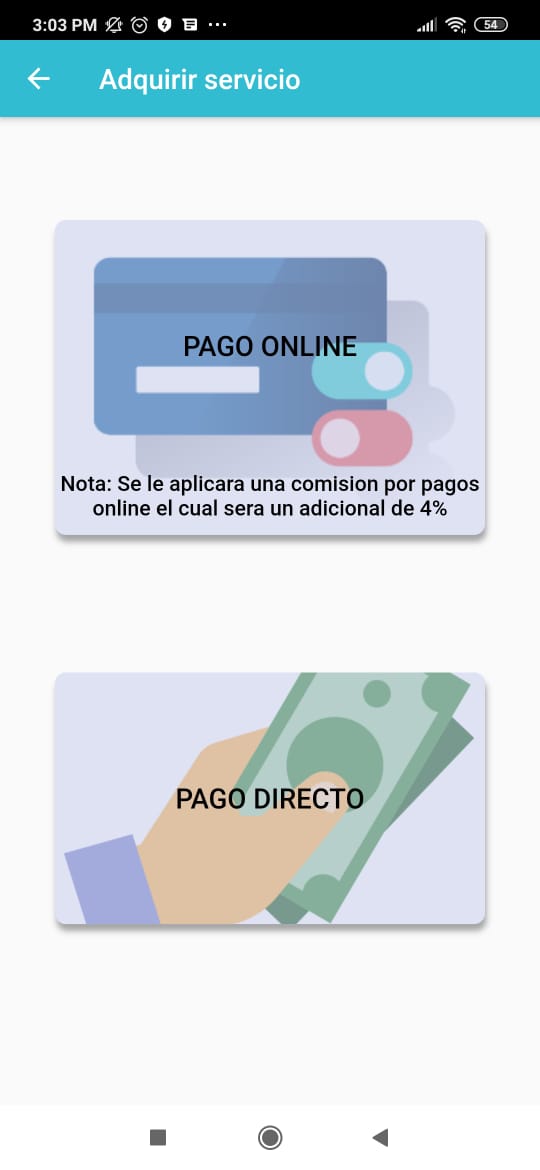 3:03 PM
54
Adquirir servicio
PAGO ONLINE
Nota: Se le aplicara una comision por pagos
online el cual sera un adicional de 4%
PAGO DIRECTO